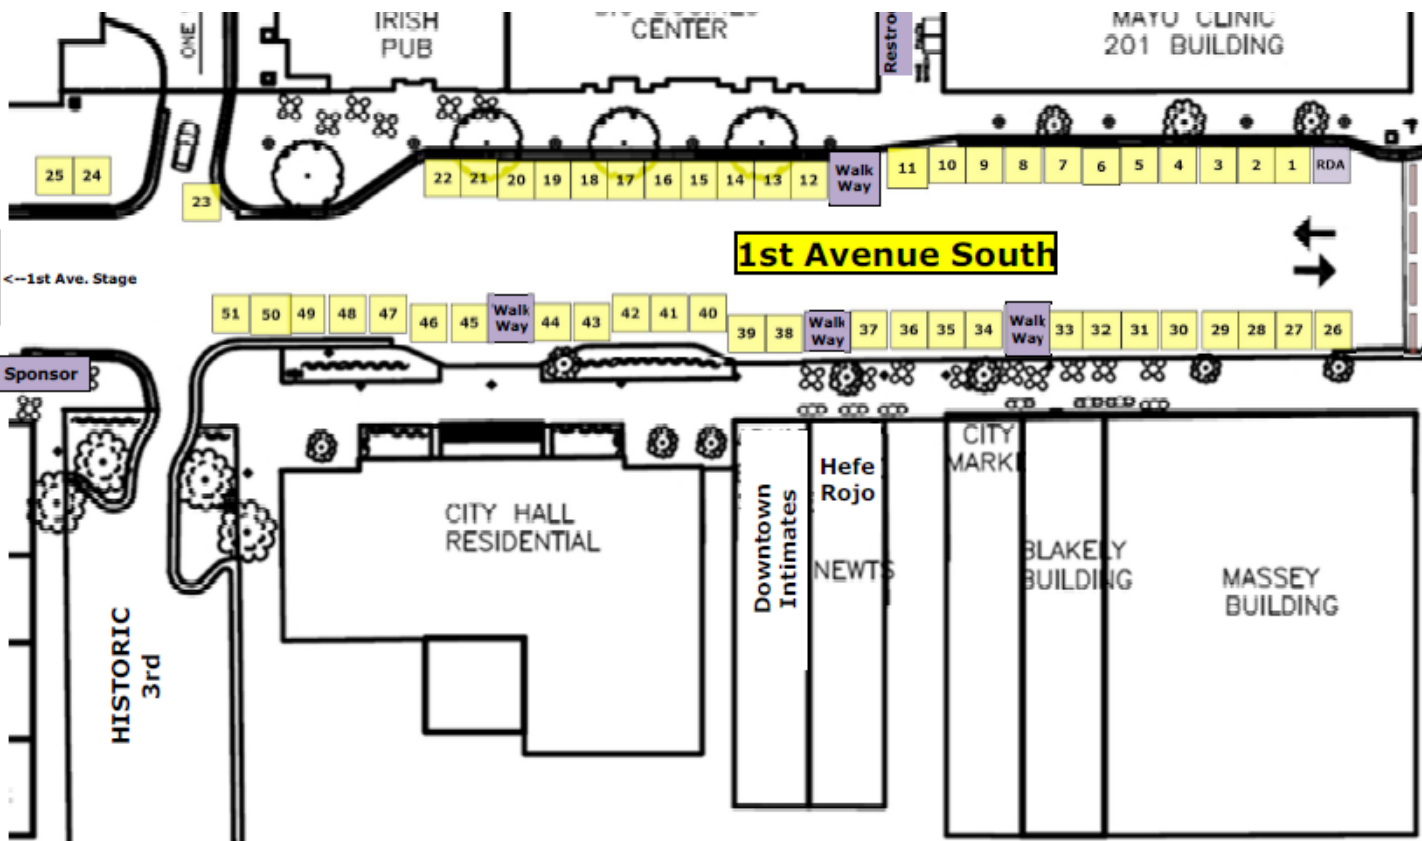 ONE
IRISH
PUB
CENTER
Restro
MAYO CLINIC
201 BUILDING
25 24
23
22 21 20 19 18 17 16 15 14 13 12
Walk
Way
11 10 9 8 7 6 5 4 3 2 1 RDA
1st Avenue South
<--1st Ave. Stage
51 50 49 48 47 46 45
Walk
Way
44 43 42 41 40 39 38
Walk
Way
37 36 35 34
Walk
Way
33 32 31 30 29 28 27 26
Sponsor
CITY HALL
RESIDENTIAL
Downtown
Intimates
Hefe
Rojo
NEWTS
CITY
MARK
BLAKELY
BUILDING
MASSEY
BUILDING
HISTORIC
3rd